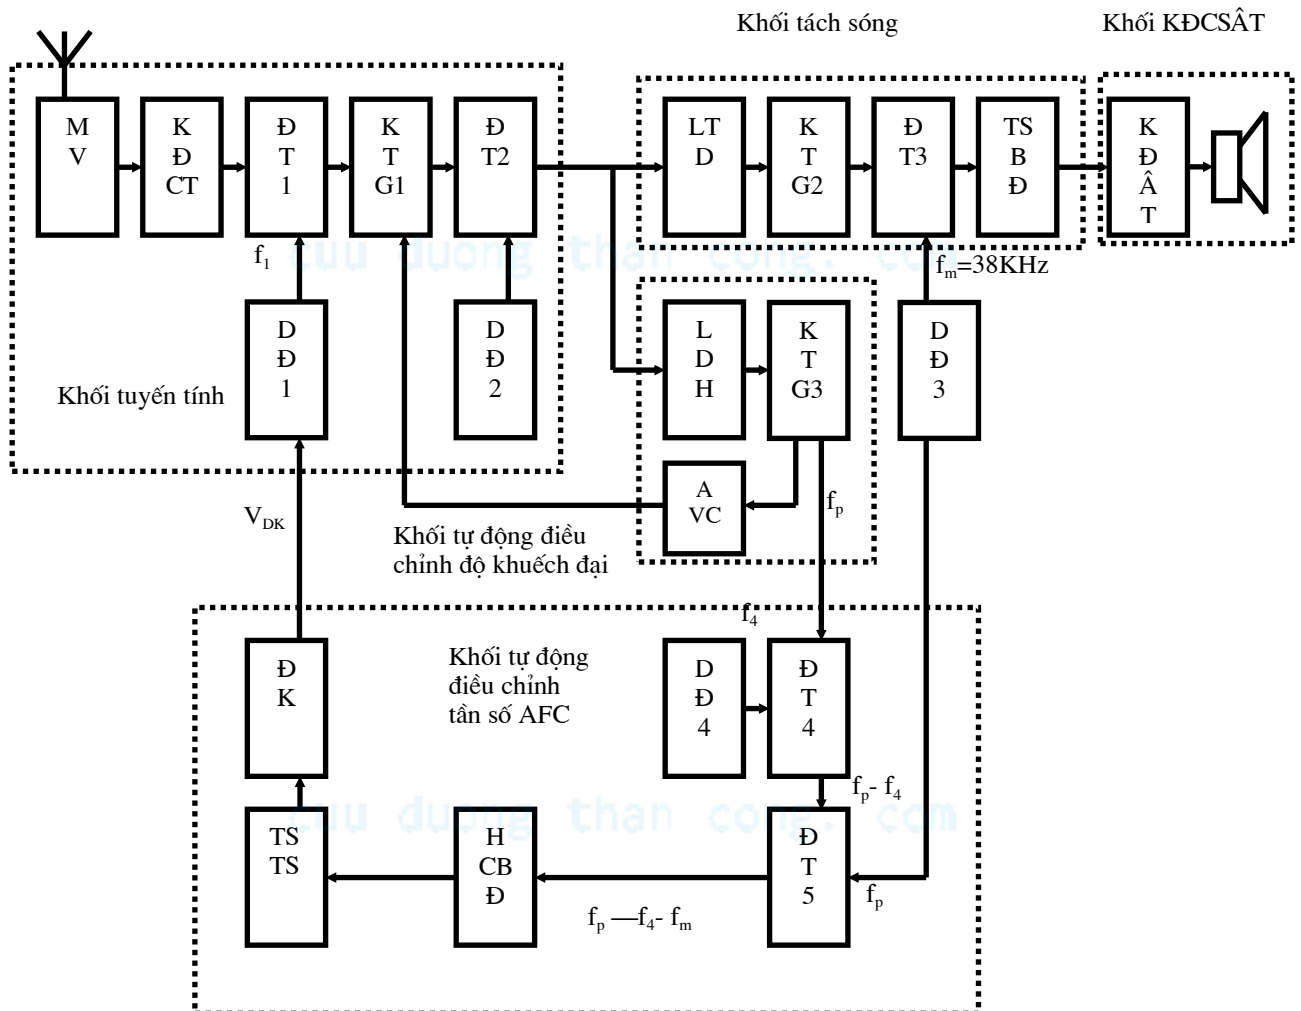 Khối tách sóng
Khối KĐCSÂT
M
V
K
Đ
CT
Đ
T
1
K
T
G1
Đ
T2
LT
D
K
T
G2
Đ
T3
TS
B
Đ
K
Đ
Â
T
f1
cuu duong than cong. com
fm=38KHz
D
Đ
1
D
Đ
2
L
D
H
K
T
G3
D
Đ
3
Khối tuyến tính
A
VC
VDK
fp
Khối tự động điều
chỉnh độ khuếch đại
f4
Đ
K
Khối tự động
điều chỉnh
tần số AFC
D
Đ
4
Đ
T
4
fp- f4
cuu duong than cong. com
TS
TS
H
CB
Đ
Đ
T
5
fp
fp —f4- fm